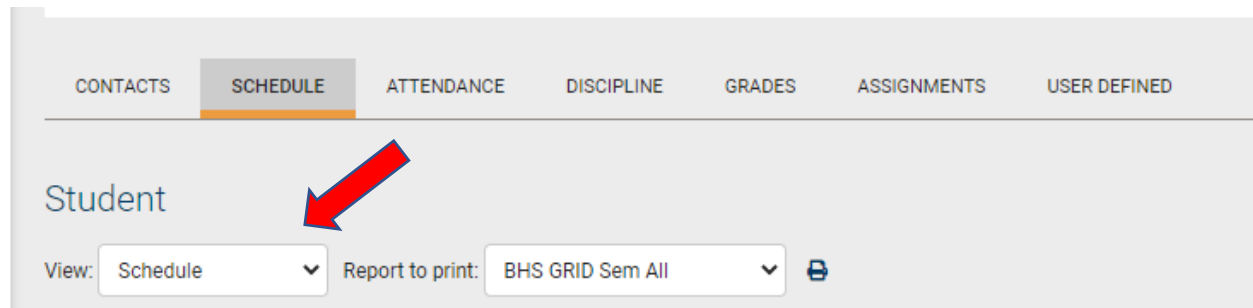 CONTACTS SCHEDULE ATTENDANCE DISCIPLINE GRADES ASSIGNMENTS USER DEFINED
Student
View: Schedule Report to print: BHS GRID Sem All